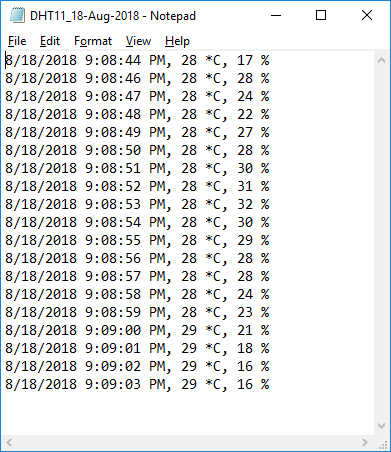 DHT11_18-Aug-2018 - Notepad
File Edit Format View Help
8/18/2018 9:08:44 PM, 28 *C, 17 %
8/18/2018 9:08:46 PM, 28 *C, 28 %
8/18/2018 9:08:47 PM, 28 *C, 24 %
8/18/2018 9:08:48 PM, 28 *C, 22 %
8/18/2018 9:08:49 PM, 28 *C, 27 %
8/18/2018 9:08:50 PM, 28 *C, 28 %
8/18/2018 9:08:51 PM, 28 *C, 30 %
8/18/2018 9:08:52 PM, 28 *C, 31 %
8/18/2018 9:08:53 PM, 28 *C, 32 %
8/18/2018 9:08:54 PM, 28 *C, 30 %
8/18/2018 9:08:55 PM, 28 *C, 29 %
8/18/2018 9:08:56 PM, 28 *C, 28 %
8/18/2018 9:08:57 PM, 28 *C, 28 %
8/18/2018 9:08:58 PM, 28 *C, 24 %
8/18/2018 9:08:59 PM, 28 *C, 23 %
8/18/2018 9:09:00 PM, 29 *C, 21 %
8/18/2018 9:09:01 PM, 29 *C, 18 %
8/18/2018 9:09:02 PM, 29 *C, 16 %
8/18/2018 9:09:03 PM, 29 *C, 16 %